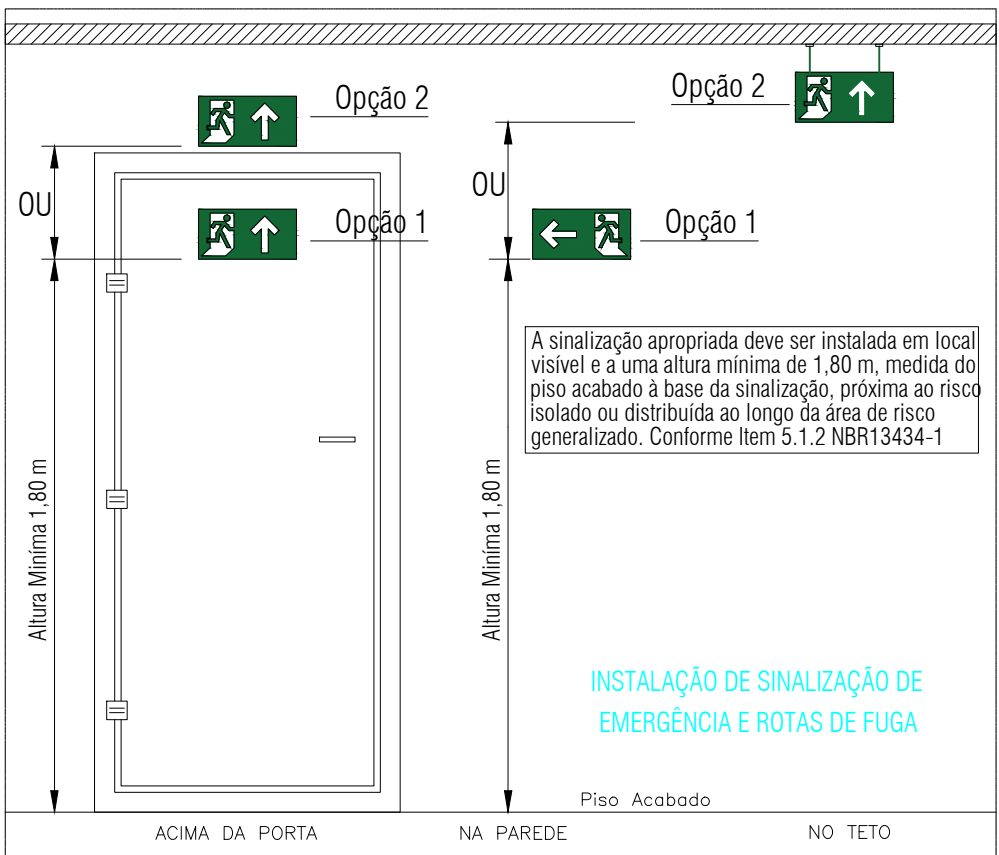 Opção 2
Opção 2
OU
OU
Opção 1
Opção 1
A sinalização apropriada deve ser instalada em local
visível e a uma altura mínima de 1,80 m, medida do
piso acabado à base da sinalização, próxima ao risco
isolado ou distribuída ao longo da área de risco
generalizado. Conforme Item 5.1.2 NBR13434-1
Altura Miníma 1,80 m
Altura Miníma 1,80 m
INSTALAÇÃO DE SINALIZAÇÃO DE
EMERGÊNCIA E ROTAS DE FUGA
Piso Acabado
ACIMA DA PORTA
NA PAREDE
NO TETO